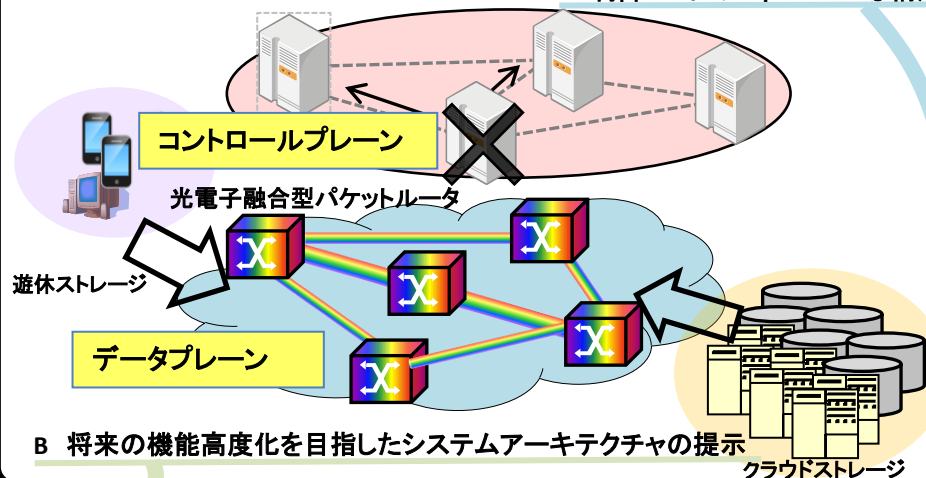 コントロールプレーン
光電子融合型パケットルータ
遊休ストレージ
データプレーン
B 将来の機能高度化を目指したシステムアーキテクチャの提示
クラウドストレージ